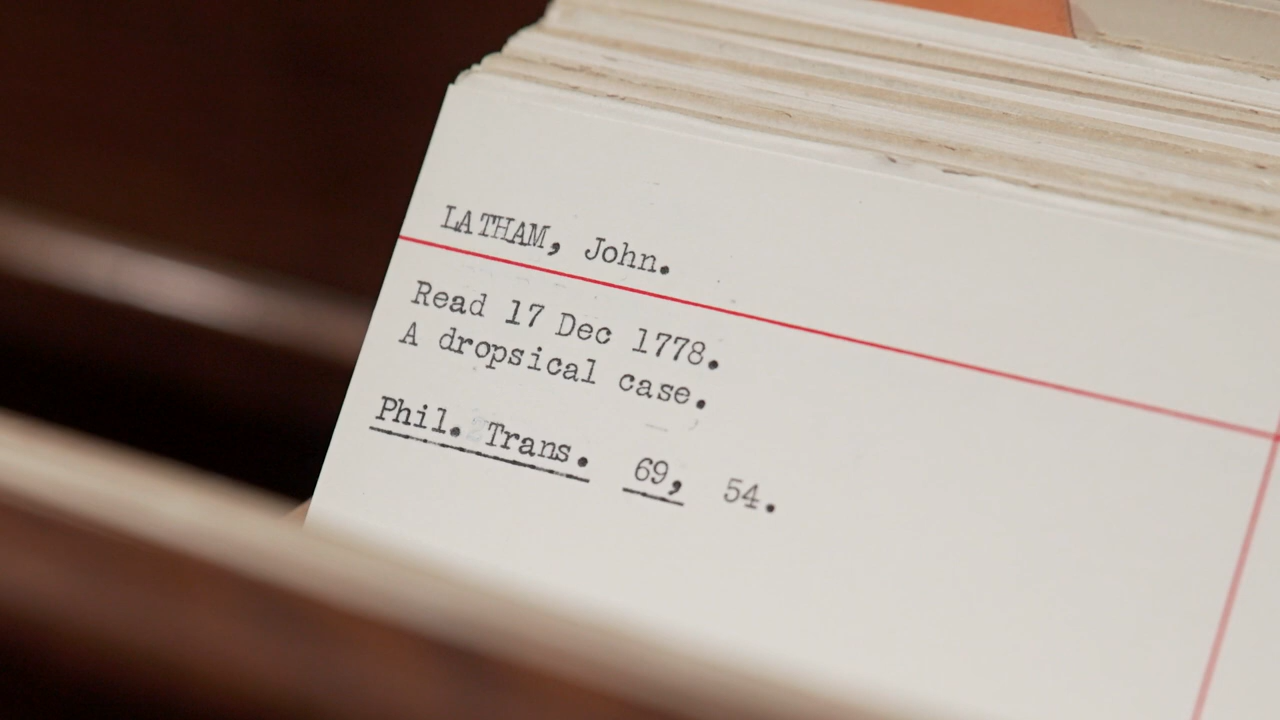 LATHAM, John.
Read 17 Dec 1778.
A dropsical case.
Phil. Trans. 69, 54.